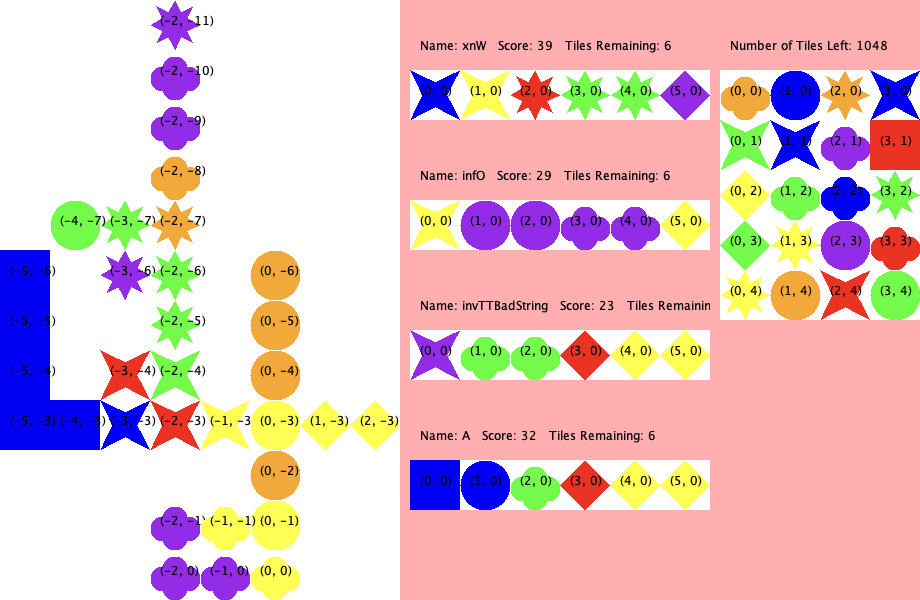 (-2, -11)
(-2, -10)
(-2, -9)
(-2, -8)
(-4, -7) (-3, -7) (-2, -7)
(-5, -6) (-3, -6) (-2, -6) (0, -6)
(-5, -5) (-2, -5) (0, -5)
(-5, -4) (-3, -4) (-2, -4) (0, -4)
(-5, -3) (-4, -3) (-3, -3) (-2, -3) (-1, -3 (0, -3) (1, -3) (2, -3)
(0, -2)
(-2, -1) (-1, -1) (0, -1)
(-2, 0) (-1, 0) (0, 0)
Name: xnW Score: 39 Tiles Remaining: 6
(0, 0) (1, 0) (2, 0) (3, 0) (4, 0) (5, 0)
Name: infO Score: 29 Tiles Remaining: 6
(0, 0) (1, 0) (2, 0) (3, 0) (4, 0) (5, 0)
Name: invTTBadString Score: 23 Tiles Remainin
(0, 0) (1, 0) (2, 0) (3, 0) (4, 0) (5, 0)
Name: A Score: 32 Tiles Remaining: 6
(0, 0) (1, 0) (2, 0) (3, 0) (4, 0) (5, 0)
Number of Tiles Left: 1048
(0, 0) (1, 0) (2, 0) (3, 0)
(0, 1) (1, 1) (2, 1) (3, 1)
(0, 2) (1, 2) (2, 2) (3, 2)
(0, 3) (1, 3) (2, 3) (3, 3)
(0, 4) (1, 4) (2, 4) (3, 4)